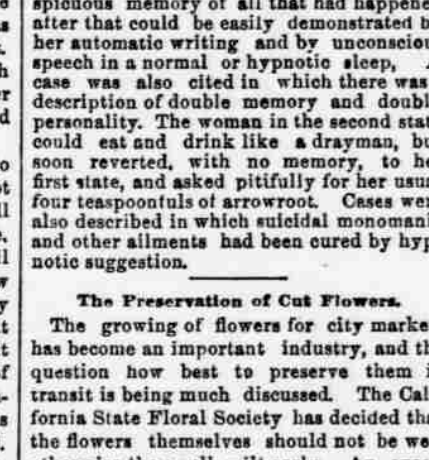 spicuous memory of all that had happene
after that could be easily demonstrated b
her automatic writing and by unconsciou
speech in a normal or hypnotic sleep,
case was also cited in which there was
description of double memory and doubl
personality. The woman in the second stat
could eat and drink like a drayman, bu
soon reverted, with no memory, to he
first state, and asked pitifully for her usua
four teaspoonfuls of arrowroot. Cases wer
also described in which suicidal monomani
and other ailments had been cured by hyp
notic suggestion.
The Preservation of Cut Flowers.
The growing of flowers for city marke
has become an important industry, and th
question how best to preserve them i
transit is being much discussed. The Cal
fornia State Floral Society has decided tha
the flowers themselves should not be we